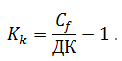 K_k = C_f / ДК − 1 .